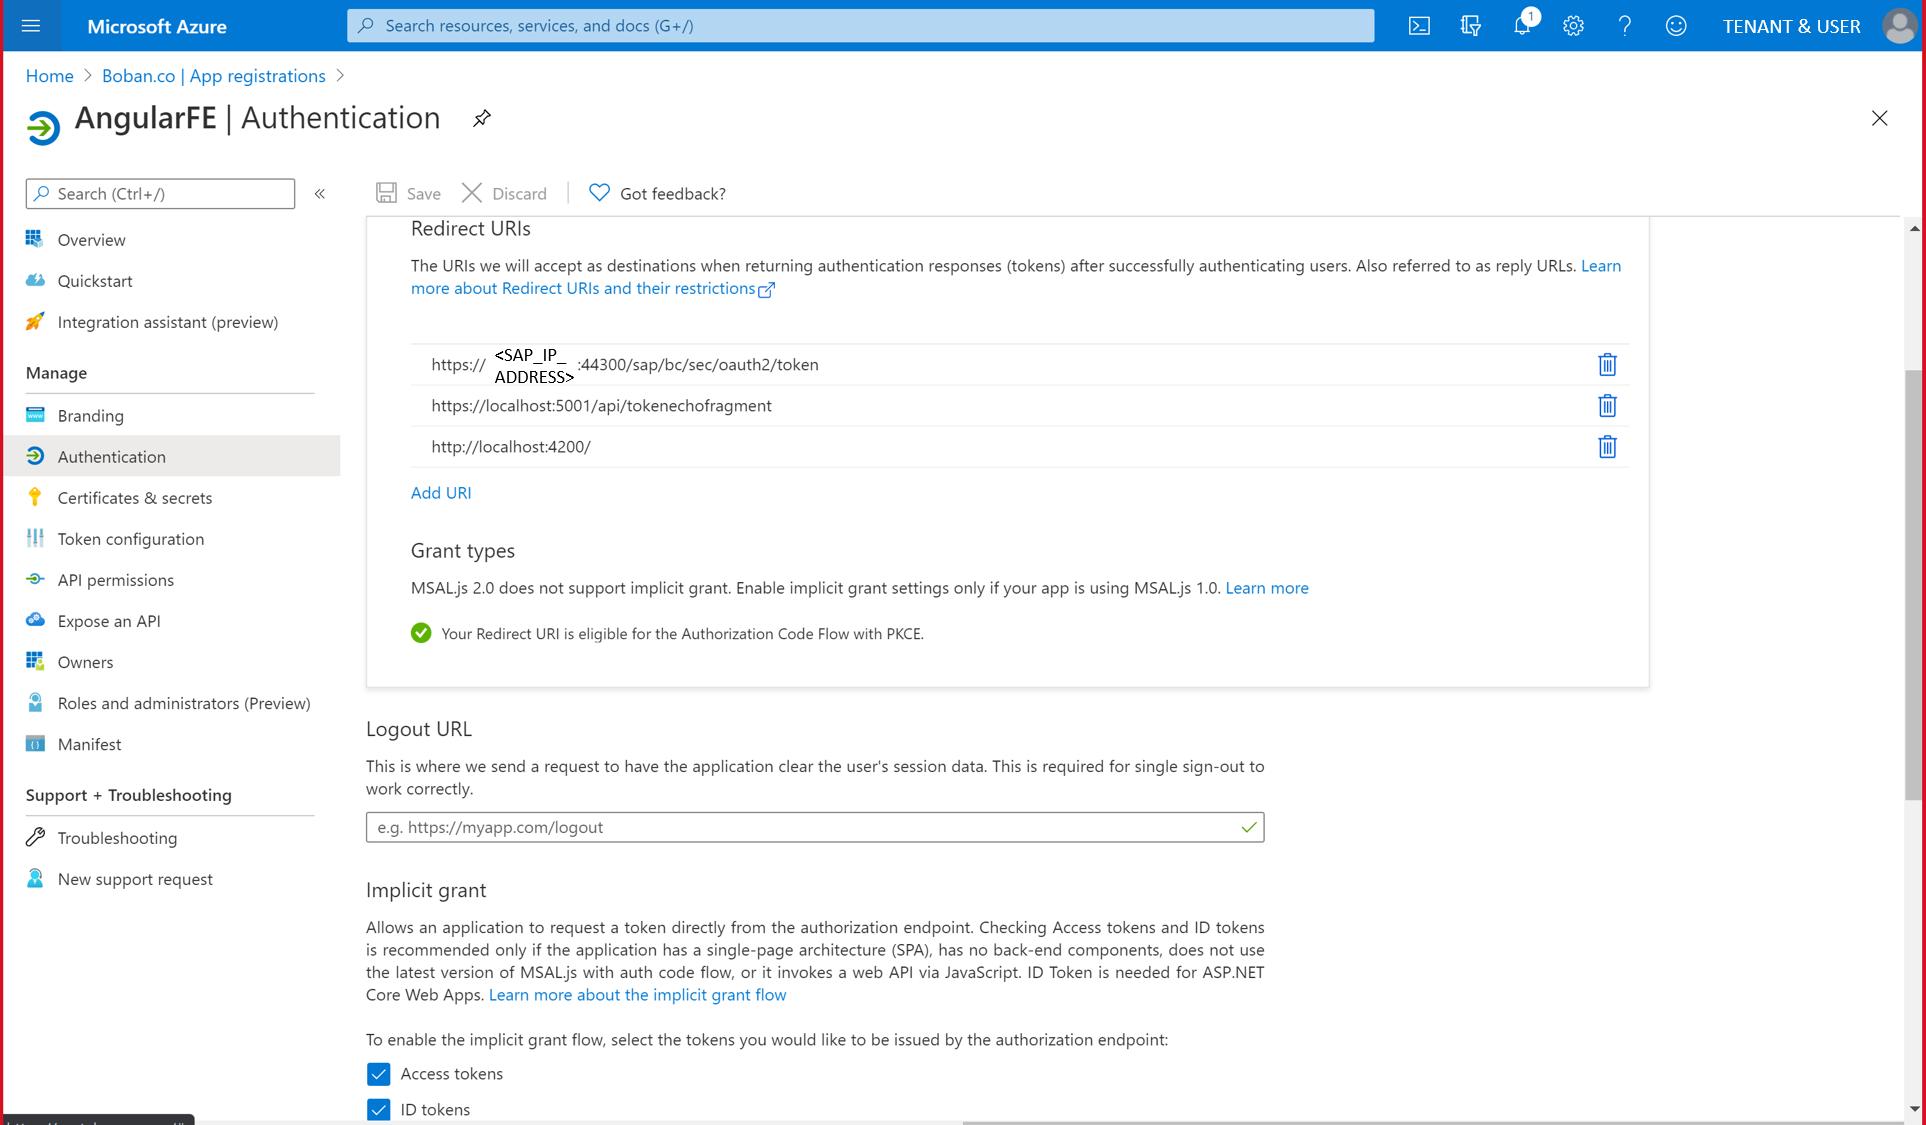 Microsoft Azure
Search resources, services, and docs (G+/)
1
TENANT & USER
Home > Boban.co | App registrations >
AngularFE | Authentication
Search (Ctrl+/)
«
Save
Discard
Got feedback?
Overview
Quickstart
Integration assistant (preview)
Manage
Branding
Authentication
Certificates & secrets
Token configuration
API permissions
Expose an API
Owners
Roles and administrators (Preview)
Manifest
Support + Troubleshooting
Troubleshooting
New support request
Redirect URIs
The URIs we will accept as destinations when returning authentication responses (tokens) after successfully authenticating users. Also referred to as reply URLs. Learn
more about Redirect URIs and their restrictions
https:// <SAP_IP_ADDRESS> :44300/sap/bc/sec/oauth2/token
https://localhost:5001/api/tokenechofragment
http://localhost:4200/
Add URI
Grant types
MSAL.js 2.0 does not support implicit grant. Enable implicit grant settings only if your app is using MSAL.js 1.0. Learn more
Your Redirect URI is eligible for the Authorization Code Flow with PKCE.
Logout URL
This is where we send a request to have the application clear the user's session data. This is required for single sign-out to
work correctly.
e.g. https://myapp.com/logout
Implicit grant
Allows an application to request a token directly from the authorization endpoint. Checking Access tokens and ID tokens
is recommended only if the application has a single-page architecture (SPA), has no back-end components, does not use
the latest version of MSAL.js with auth code flow, or it invokes a web API via JavaScript. ID Token is needed for ASP.NET
Core Web Apps. Learn more about the implicit grant flow
To enable the implicit grant flow, select the tokens you would like to be issued by the authorization endpoint:
Access tokens
ID tokens